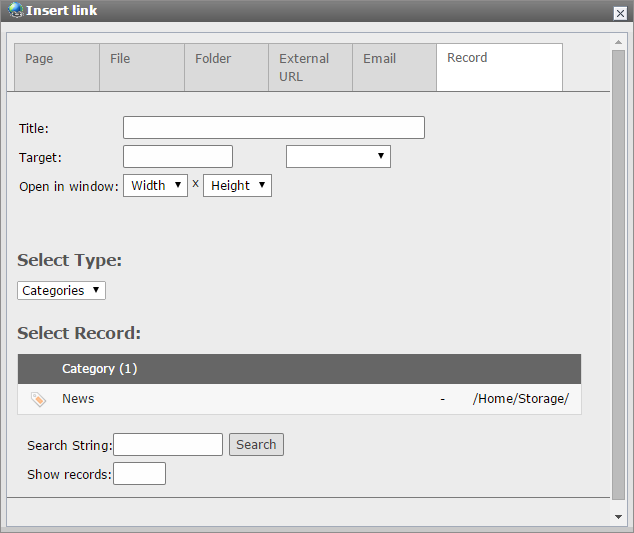 Insert link
Page File Folder External URL Email Record
Title:
Target:
Open in window: Width x Height
Select Type:
Categories
Select Record:
Category (1)
News - /Home/Storage/
Search String: Search
Show records: